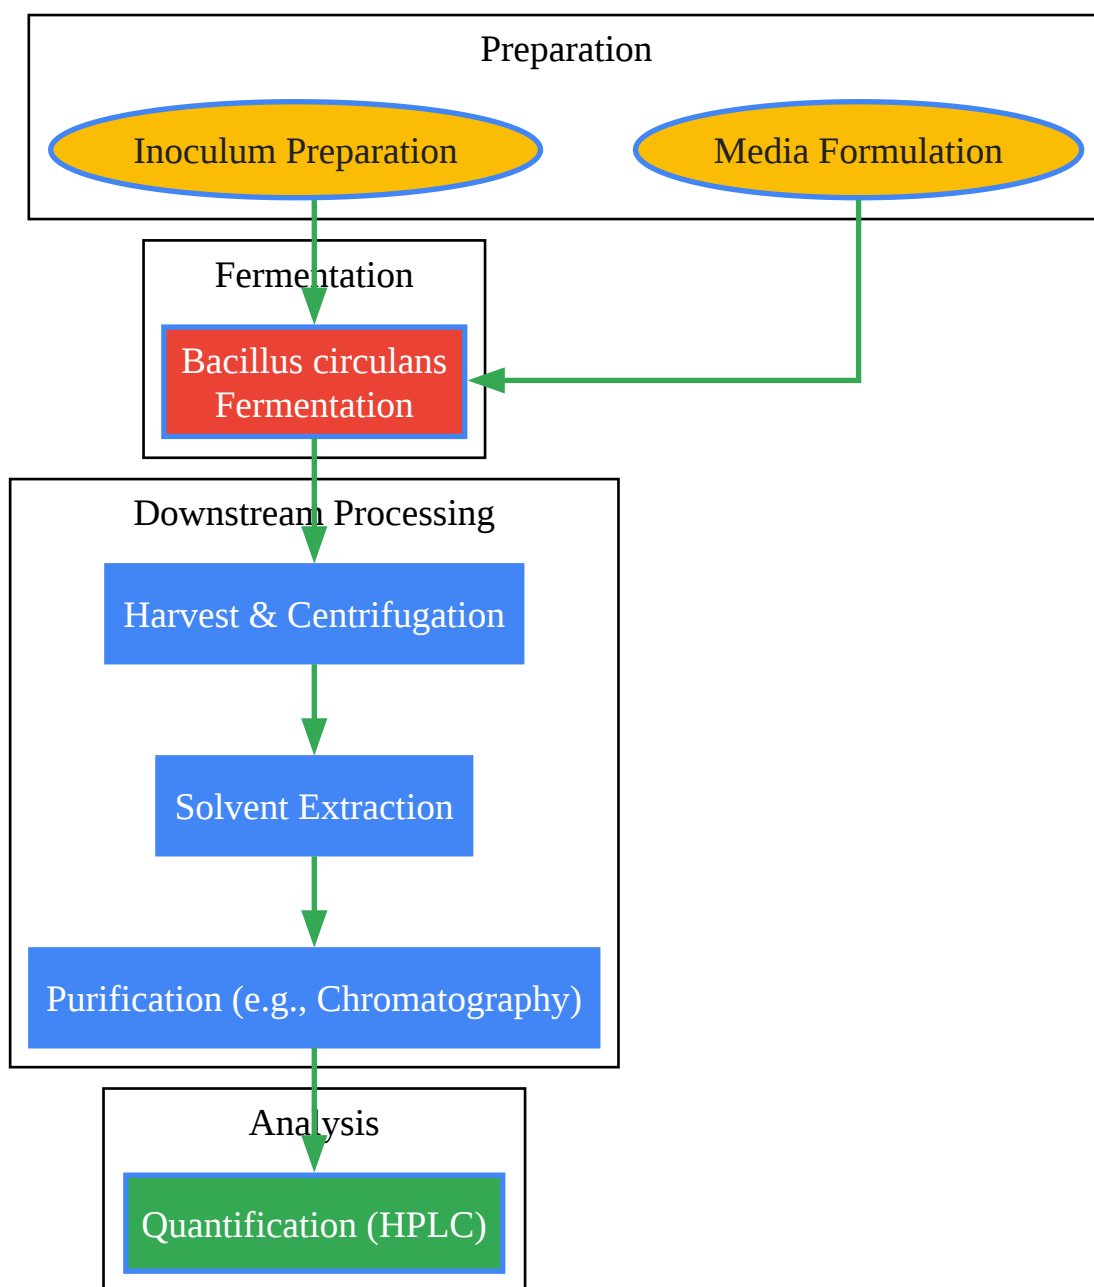 Preparation
Inoculum Preparation
Media Formulation
Fermentation
Bacillus circulans
Fermentation
Downstream Processing
Harvest & Centrifugation
Solvent Extraction
Purification (e.g., Chromatography)
Analysis
Quantification (HPLC)